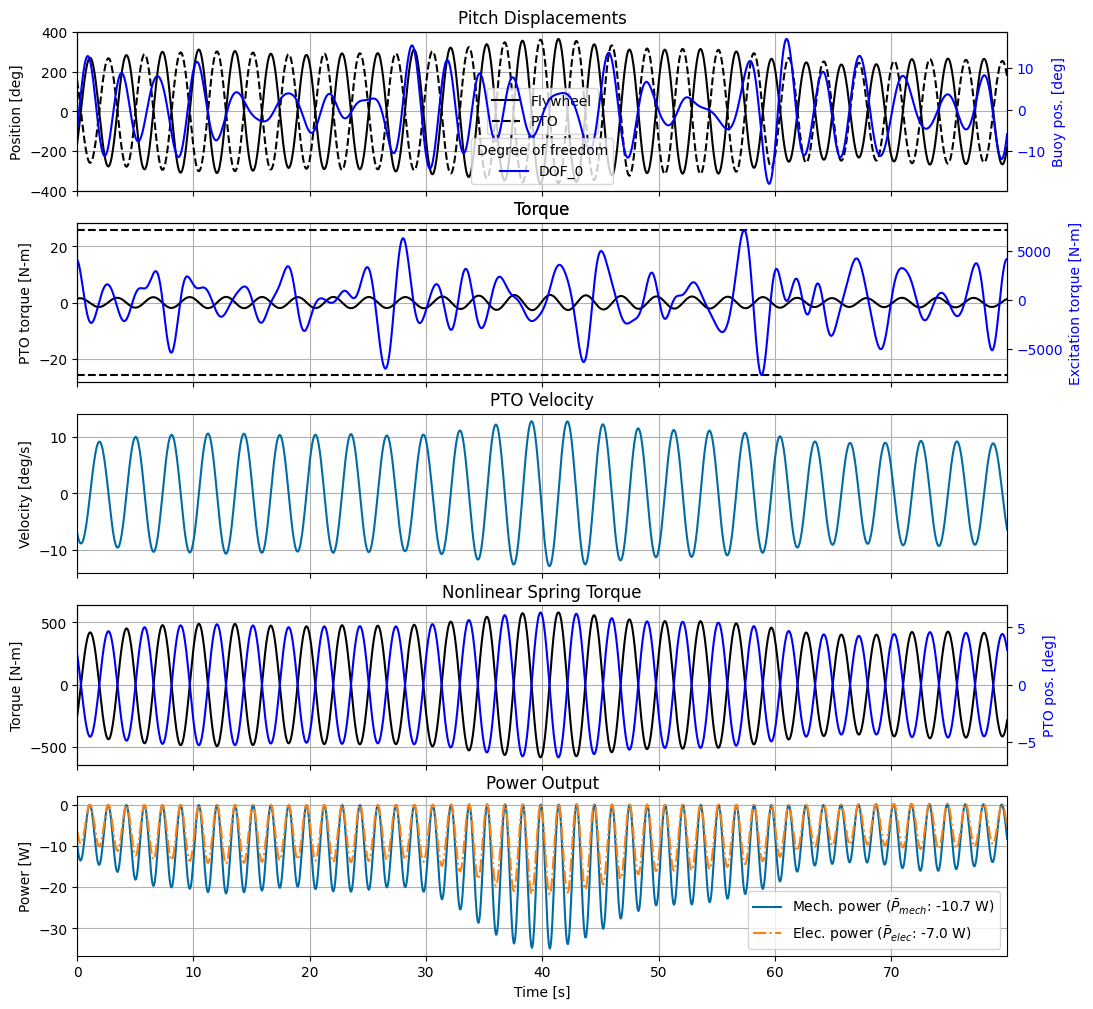 Pitch Displacements
Position [deg]
400
200
0
−200
−400
Flywheel
PTO
Degree of freedom
DOF_0
10
0
−10
Buoy pos. [deg]
Torque
PTO torque [N-m]
20
0
−20
5000
0
−5000
Excitation torque [N-m]
PTO Velocity
Velocity [deg/s]
10
0
−10
Nonlinear Spring Torque
Torque [N-m]
500
0
−500
5
0
−5
PTO pos. [deg]
Power Output
Power [W]
0
−10
−20
−30
Mech. power (P̄mech: -10.7 W)
Elec. power (P̄elec: -7.0 W)
0 10 20 30 40 50 60 70
Time [s]